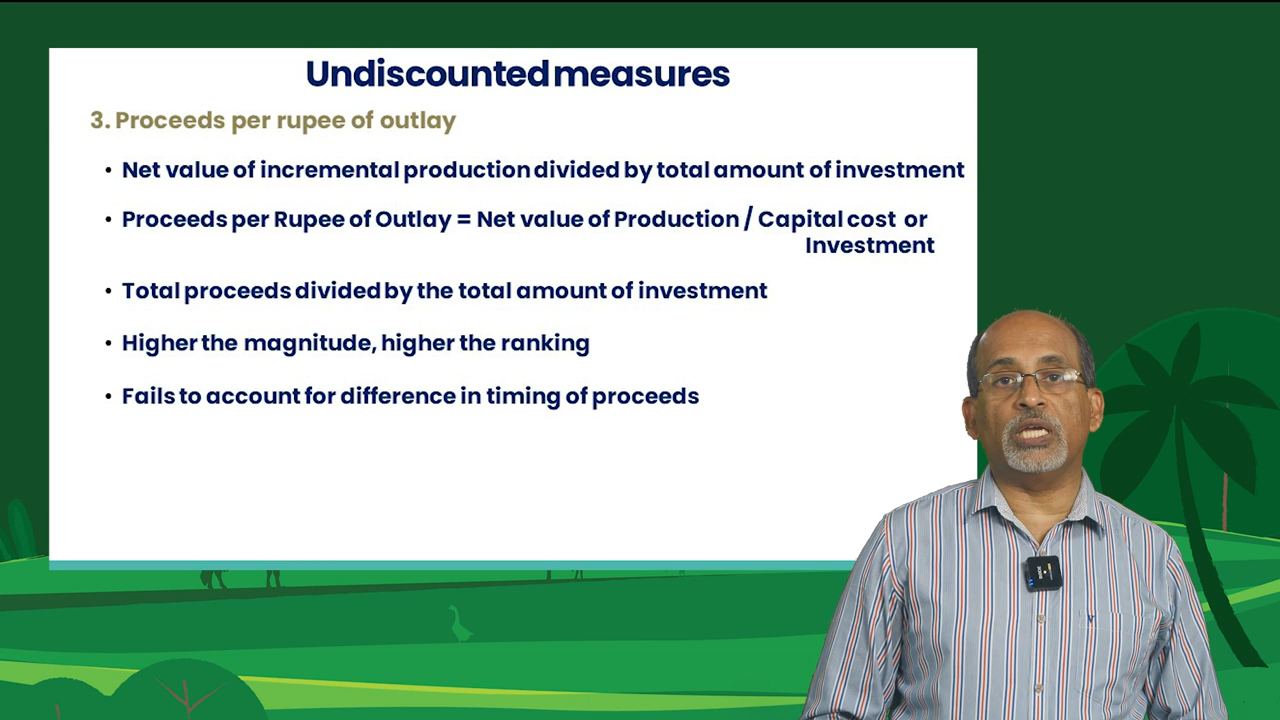 Undiscounted measures
3. Proceeds per rupee of outlay
• Net value of incremental production divided by total amount of investment
• Proceeds per Rupee of Outlay = Net value of Production / Capital cost or
Investment
• Total proceeds divided by the total amount of investment
• Higher the magnitude, higher the ranking
• Fails to account for difference in timing of proceeds